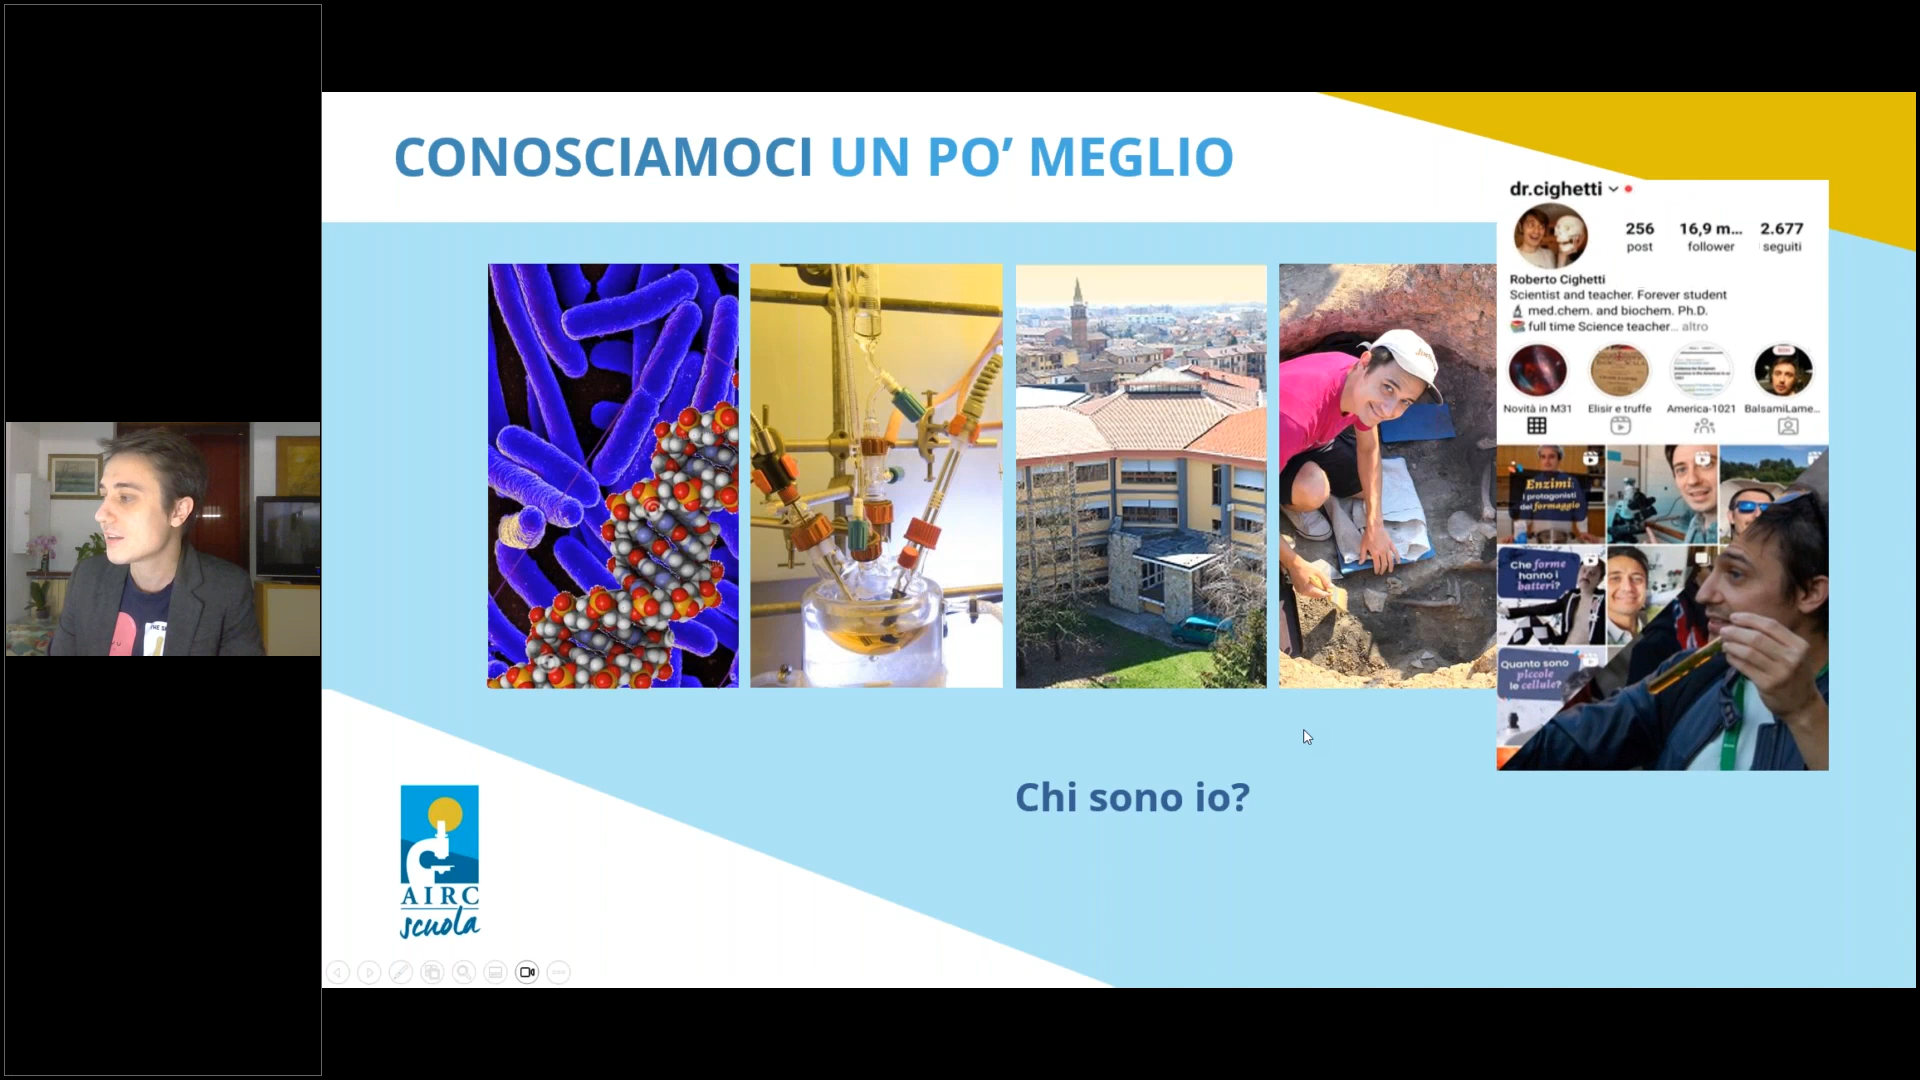 CONOSCIAMOCI UN PO’ MEGLIO
dr.cighetti
256
16,9 m...
2.677
post
follower
seguiti
Roberto Cighetti
Scientist and teacher. Forever student
med.chem. and biochem. Ph.D.
full time Science teacher... altro
Novità in M31
Elisir e truffe
America-1021
BalsamiLame...
Enzimi:
i protagonisti
del formaggio
Che forme
hanno i
batteri?
Quanto sono
piccole
le cellule?
Chi sono io?
AIRC
scuola